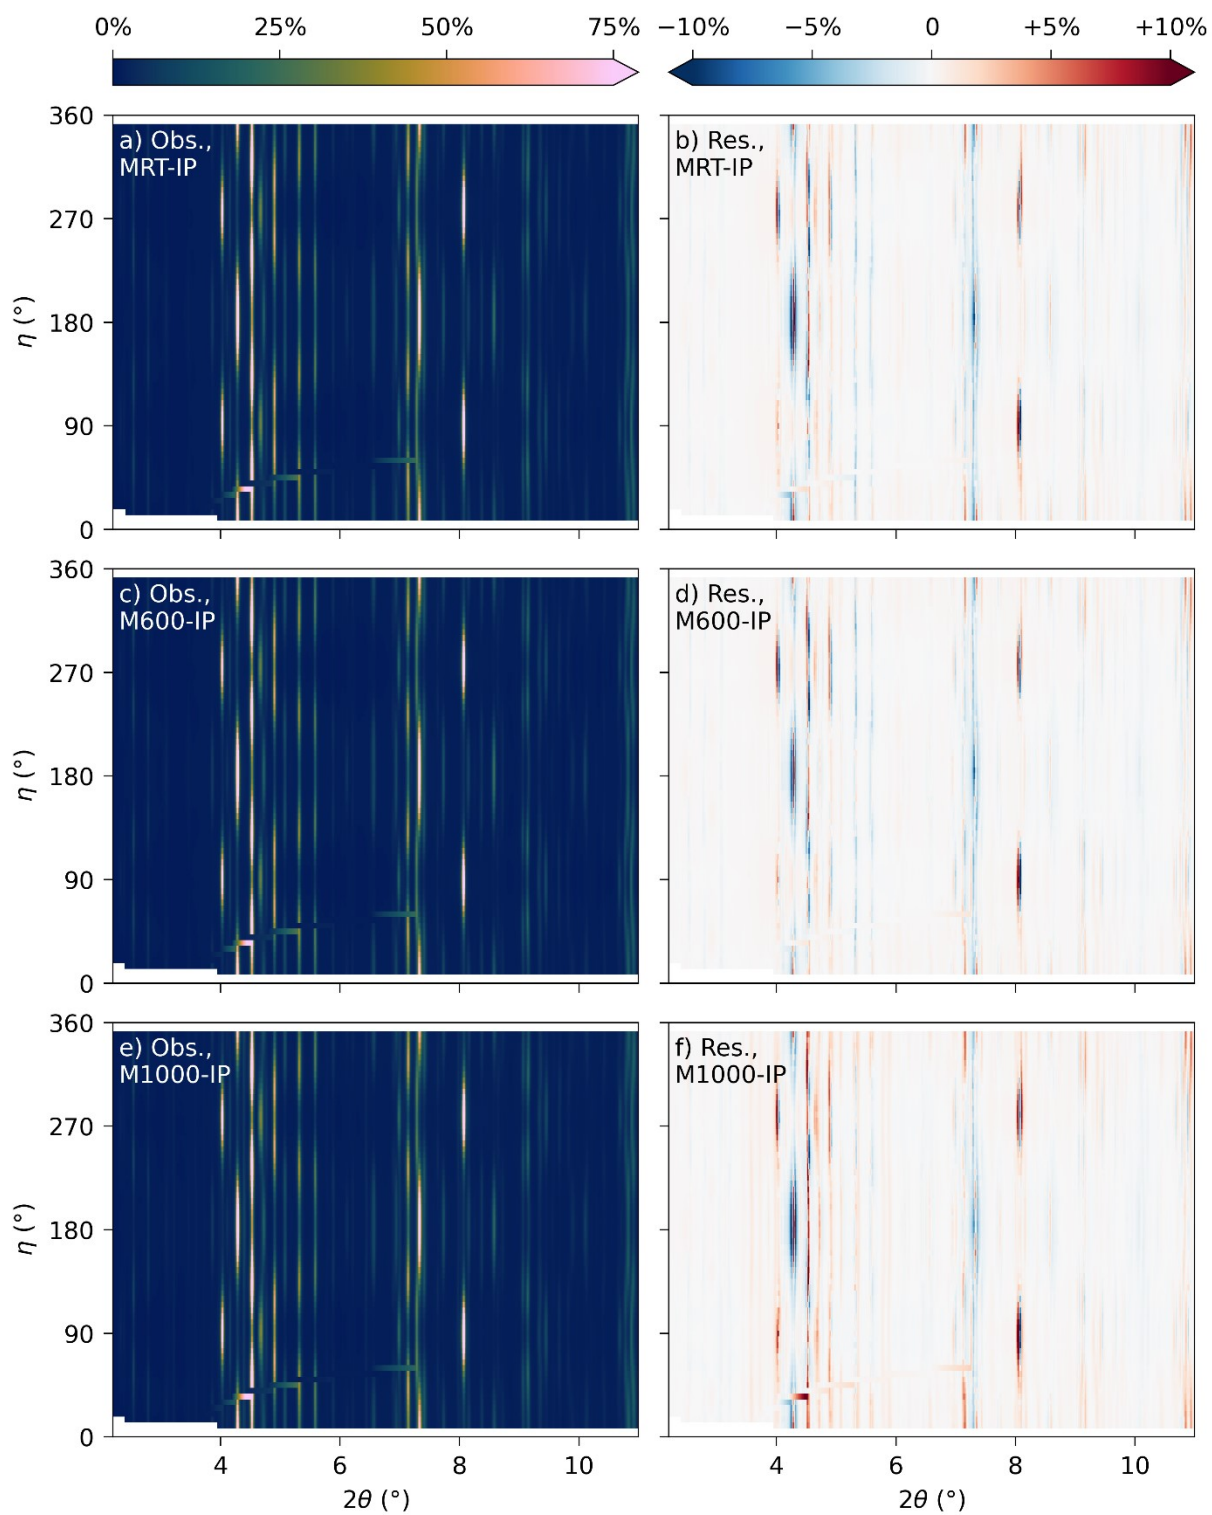 0% 25% 50% 75% −10% −5% 0 +5% +10%
a) Obs.,
MRT-IP
b) Res.,
MRT-IP
360
270
180
90
0
η (°)
c) Obs.,
M600-IP
d) Res.,
M600-IP
360
270
180
90
0
η (°)
e) Obs.,
M1000-IP
f) Res.,
M1000-IP
360
270
180
90
0
η (°)
4 6 8 10 4 6 8 10
2θ (°) 2θ (°)